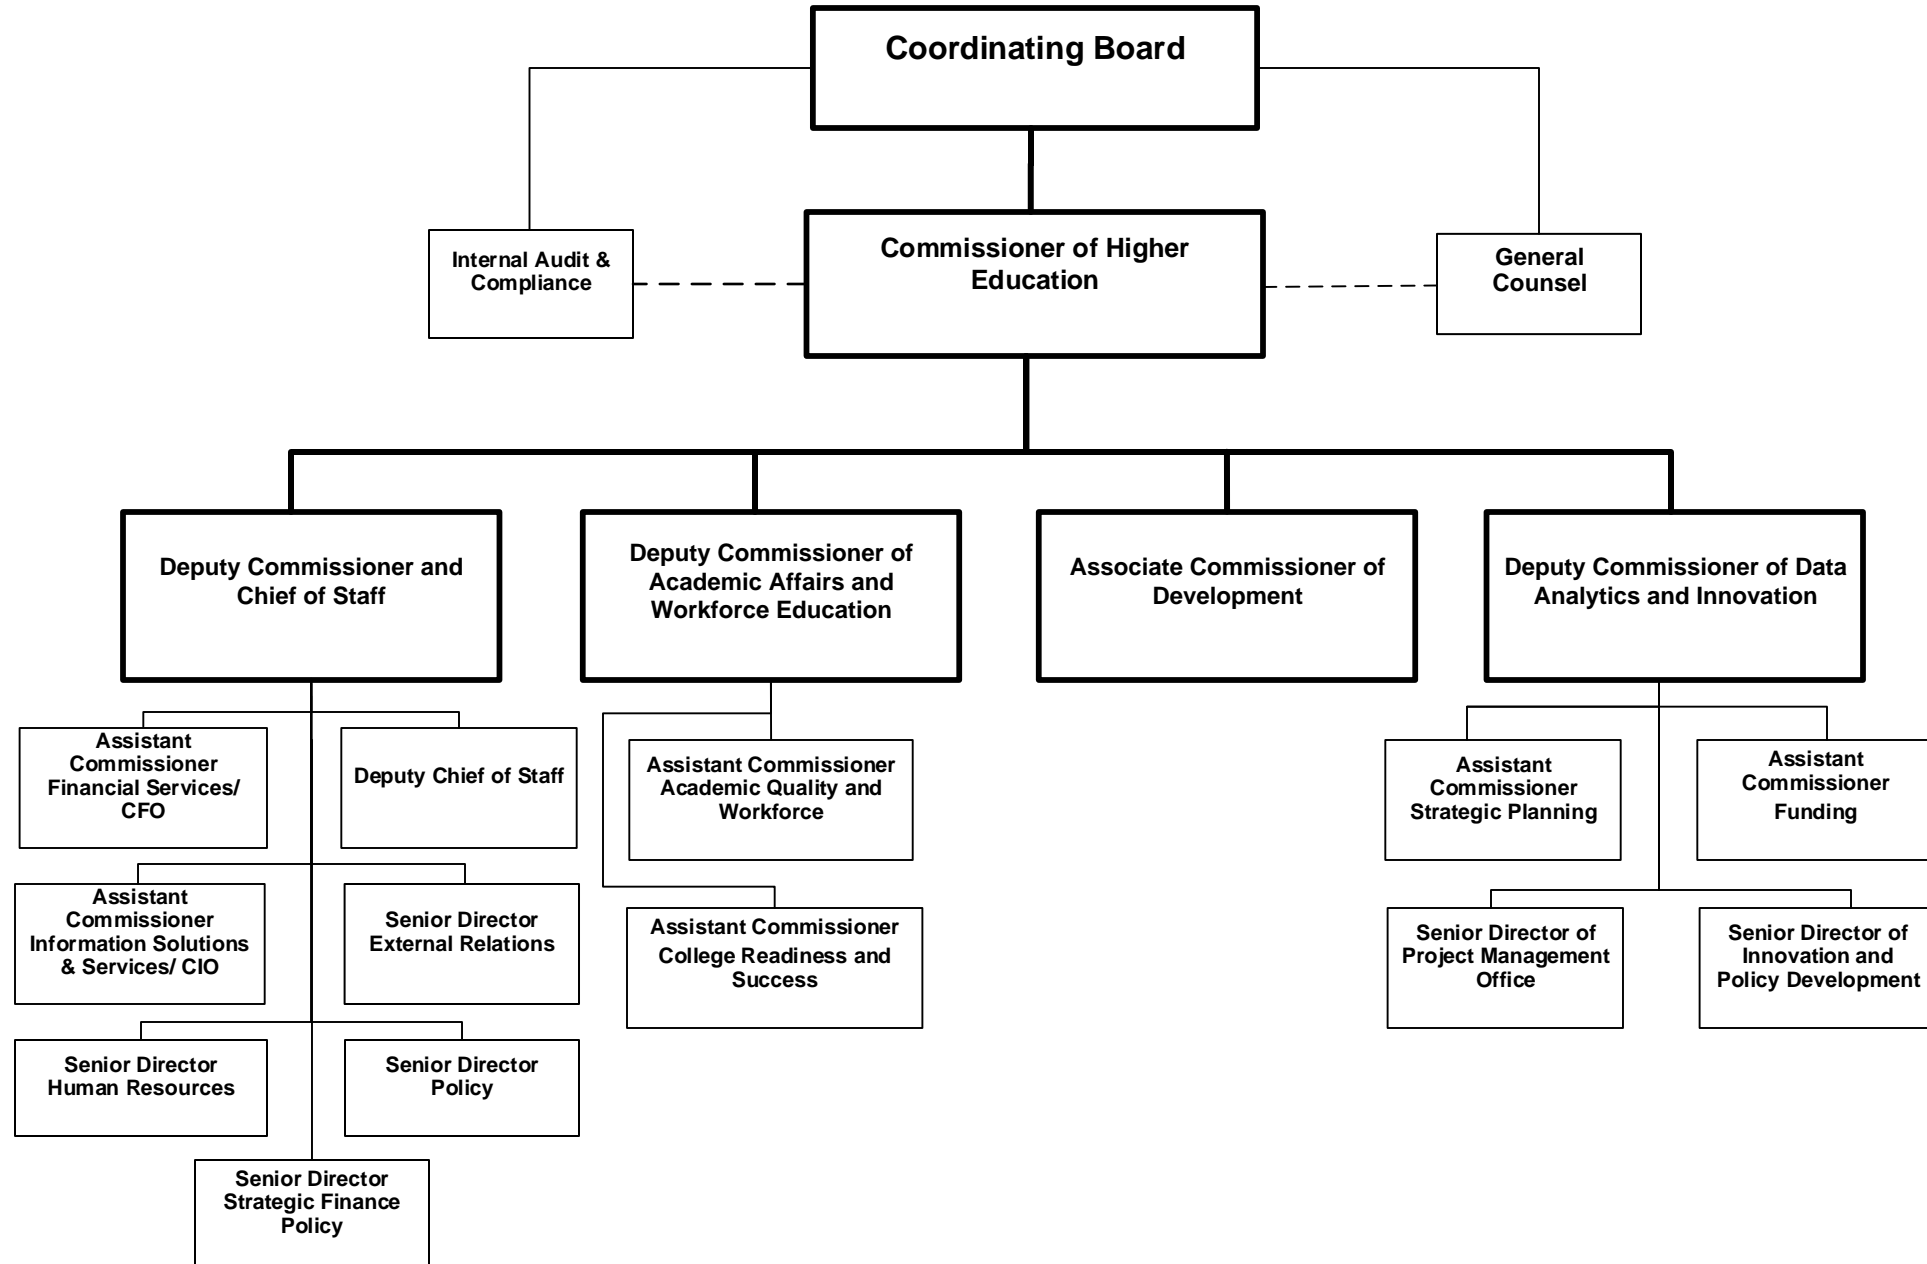 Coordinating Board
Internal Audit &
Compliance
Commissioner of Higher
Education
General
Counsel
Deputy Commissioner and
Chief of Staff
Deputy Commissioner of
Academic Affairs and
Workforce Education
Associate Commissioner of
Development
Deputy Commissioner of Data
Analytics and Innovation
Assistant
Commissioner
Financial Services/
CFO
Deputy Chief of Staff
Assistant Commissioner
Academic Quality and
Workforce
Assistant
Commissioner
Strategic Planning
Assistant
Commissioner
Funding
Assistant
Commissioner
Information Solutions
& Services/ CIO
Senior Director
External Relations
Assistant Commissioner
College Readiness and
Success
Senior Director of
Project Management
Office
Senior Director of
Innovation and
Policy Development
Senior Director
Human Resources
Senior Director
Policy
Senior Director
Strategic Finance
Policy